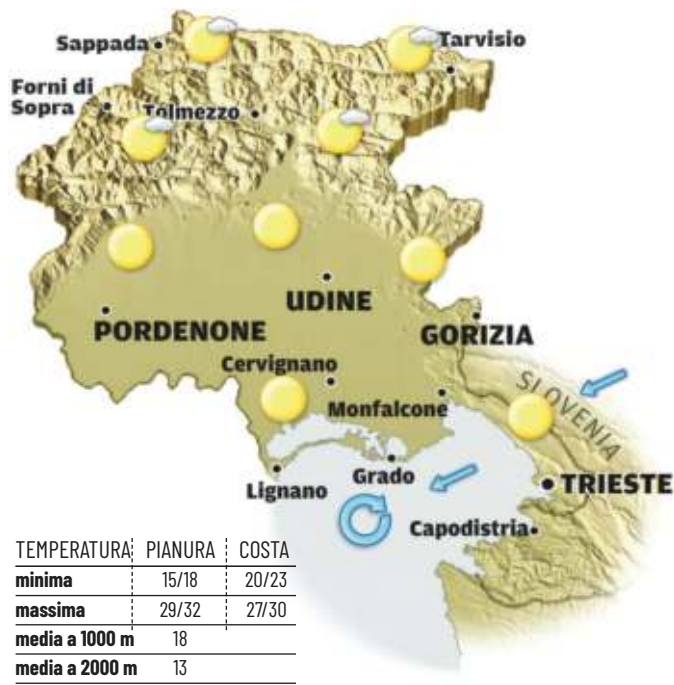 Sappada
Tarvisio
Forni di
Sopra
Tolmezzo
UDINE
PORDENONE
GORIZIA
Cervignano
SLOVENIA
Monfalcone
Grado
Lignano
TRIESTE
Capodistria
TEMPERATURA PIANURA COSTA
minima 15/18 20/23
massima 29/32 27/30
media a 1000 m 18
media a 2000 m 13